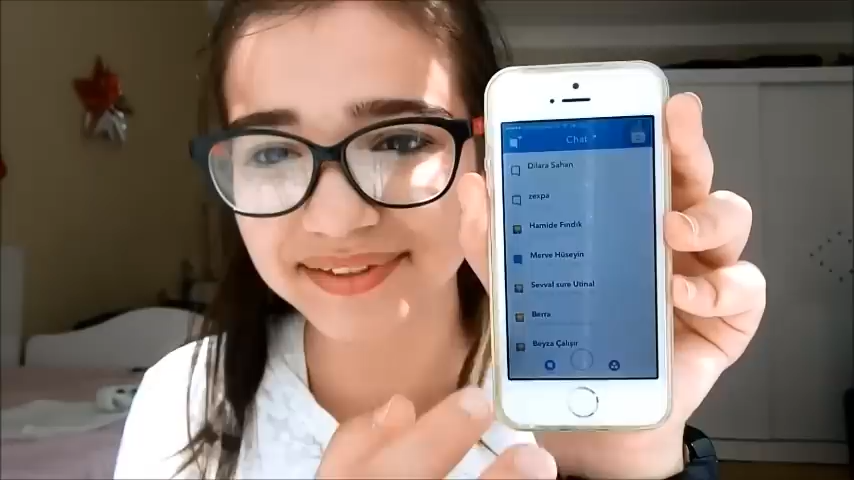 Chat
Dilara Sahan
zexpa
Hamide Fındık
Merve Hüseyin
Sevval sure Utinal
Berra
Beyza Çalışır